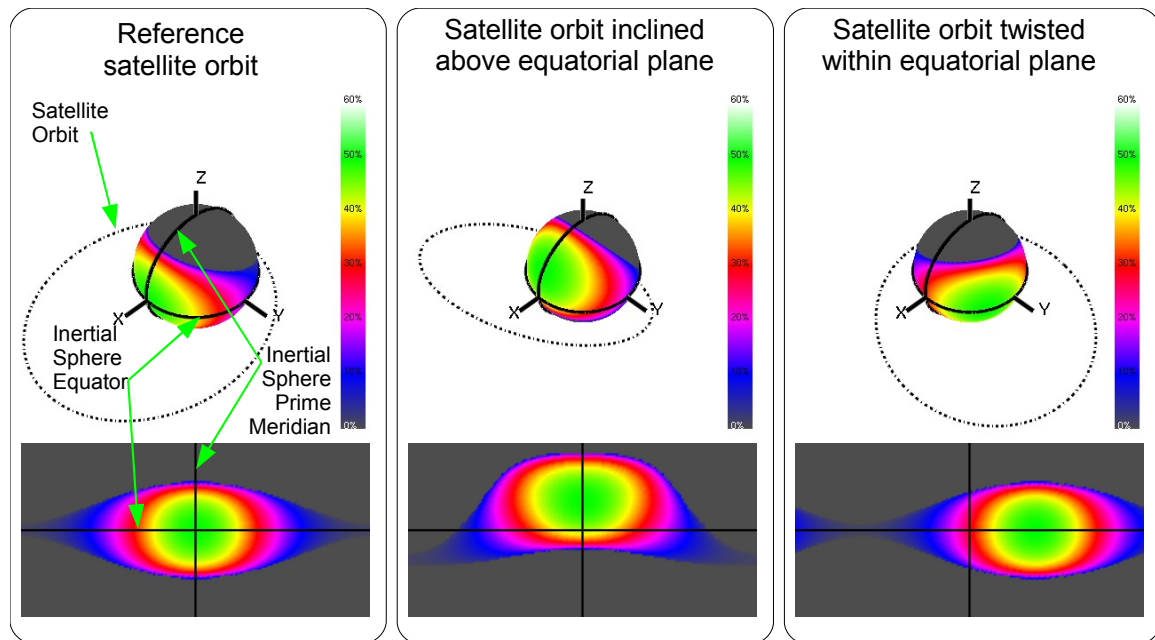 Reference
satellite orbit
Satellite
Orbit
60%
50%
40%
30%
20%
10%
0%
Z
X
Y
Inertial
Sphere
Equator
Inertial
Sphere
Prime
Meridian
Satellite orbit inclined
above equatorial plane
60%
50%
40%
30%
20%
10%
0%
Z
X
Y
Satellite orbit twisted
within equatorial plane
60%
50%
40%
30%
20%
10%
0%
Z
X
Y